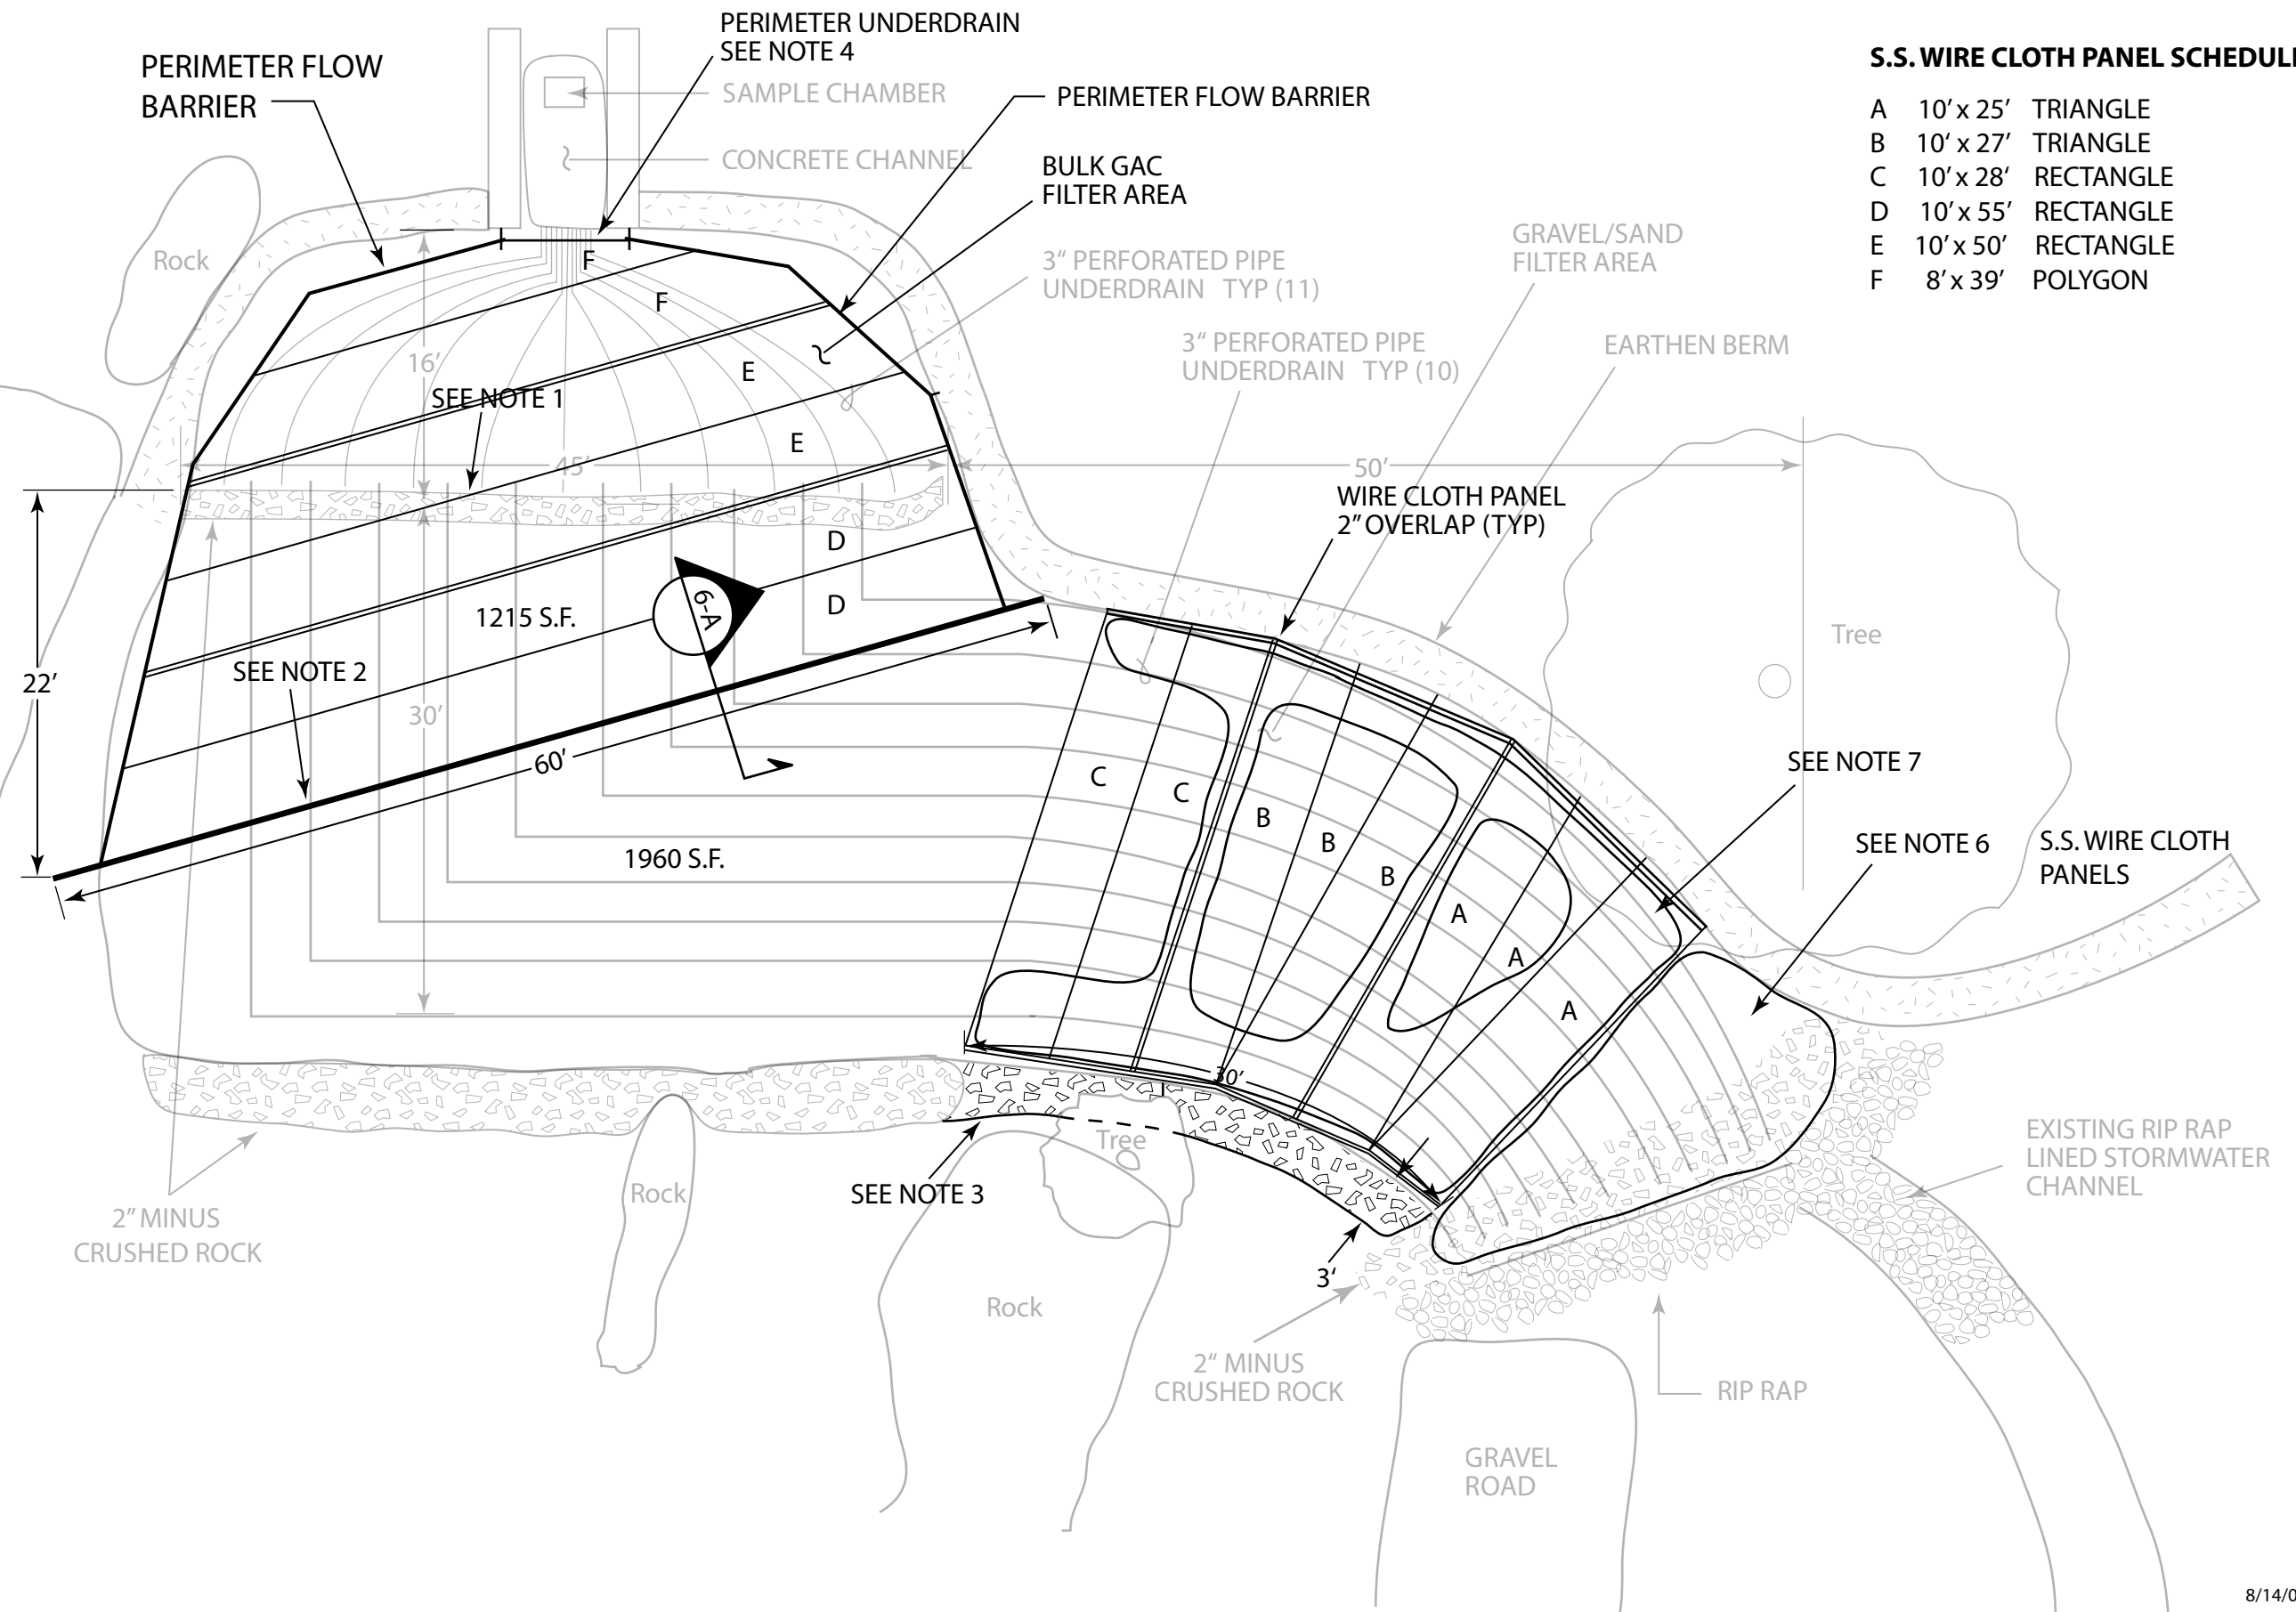 PERIMETER UNDERDRAIN
SEE NOTE 4
PERIMETER FLOW
BARRIER
SAMPLE CHAMBER
PERIMETER FLOW BARRIER
CONCRETE CHANNEL
BULK GAC
FILTER AREA
S.S. WIRE CLOTH PANEL SCHEDUL
A 10’ x 25’ TRIANGLE
B 10‘ x 27’ TRIANGLE
C 10’ x 28‘ RECTANGLE
D 10’ x 55’ RECTANGLE
E 10’ x 50’ RECTANGLE
F 8’ x 39’ POLYGON
Rock
F
F
3“ PERFORATED PIPE
UNDERDRAIN TYP (11)
GRAVEL/SAND
FILTER AREA
3“ PERFORATED PIPE
UNDERDRAIN TYP (10)
EARTHEN BERM
16’
E
SEE NOTE 1
E
45’
50’
WIRE CLOTH PANEL
2” OVERLAP (TYP)
D
D
6-A
1215 S.F.
SEE NOTE 2
22’
30’
60’
1960 S.F.
Tree
C
C
B
B
B
A
A
A
SEE NOTE 7
SEE NOTE 6
S.S. WIRE CLOTH
PANELS
30’
Tree
SEE NOTE 3
Rock
2” MINUS
CRUSHED ROCK
Rock
3‘
2“ MINUS
CRUSHED ROCK
EXISTING RIP RAP
LINED STORMWATER
CHANNEL
RIP RAP
GRAVEL
ROAD
8/14/0